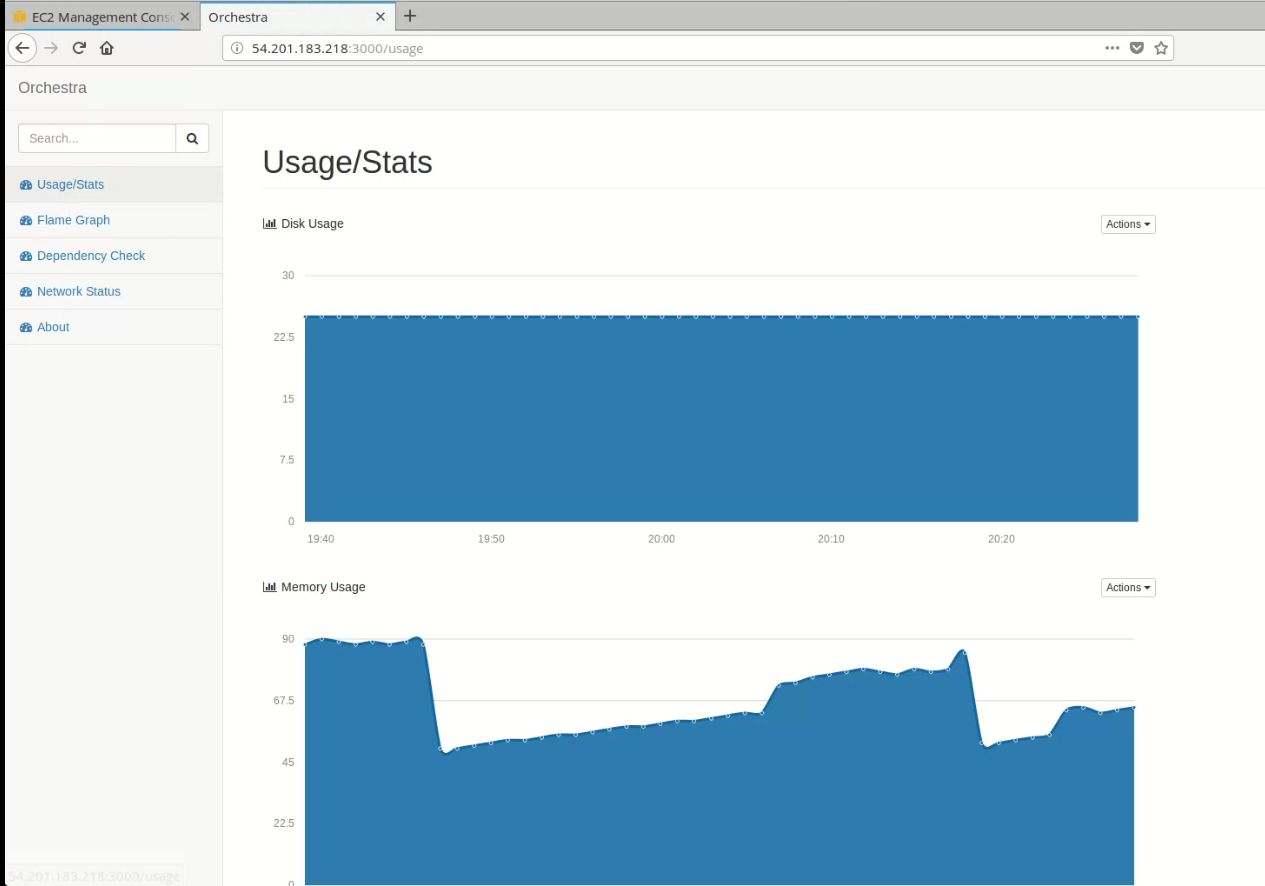 EC2 Management Cons
Orchestra
54.201.183.218:3000/usage
Orchestra
Search...
Usage/Stats
Flame Graph
Dependency Check
Network Status
About
Usage/Stats
Disk Usage
Actions
30
22.5
15
7.5
0
19:40 19:50 20:00 20:10 20:20
Memory Usage
Actions
90
67.5
45
22.5
0
54.201.183.218:3000/usage